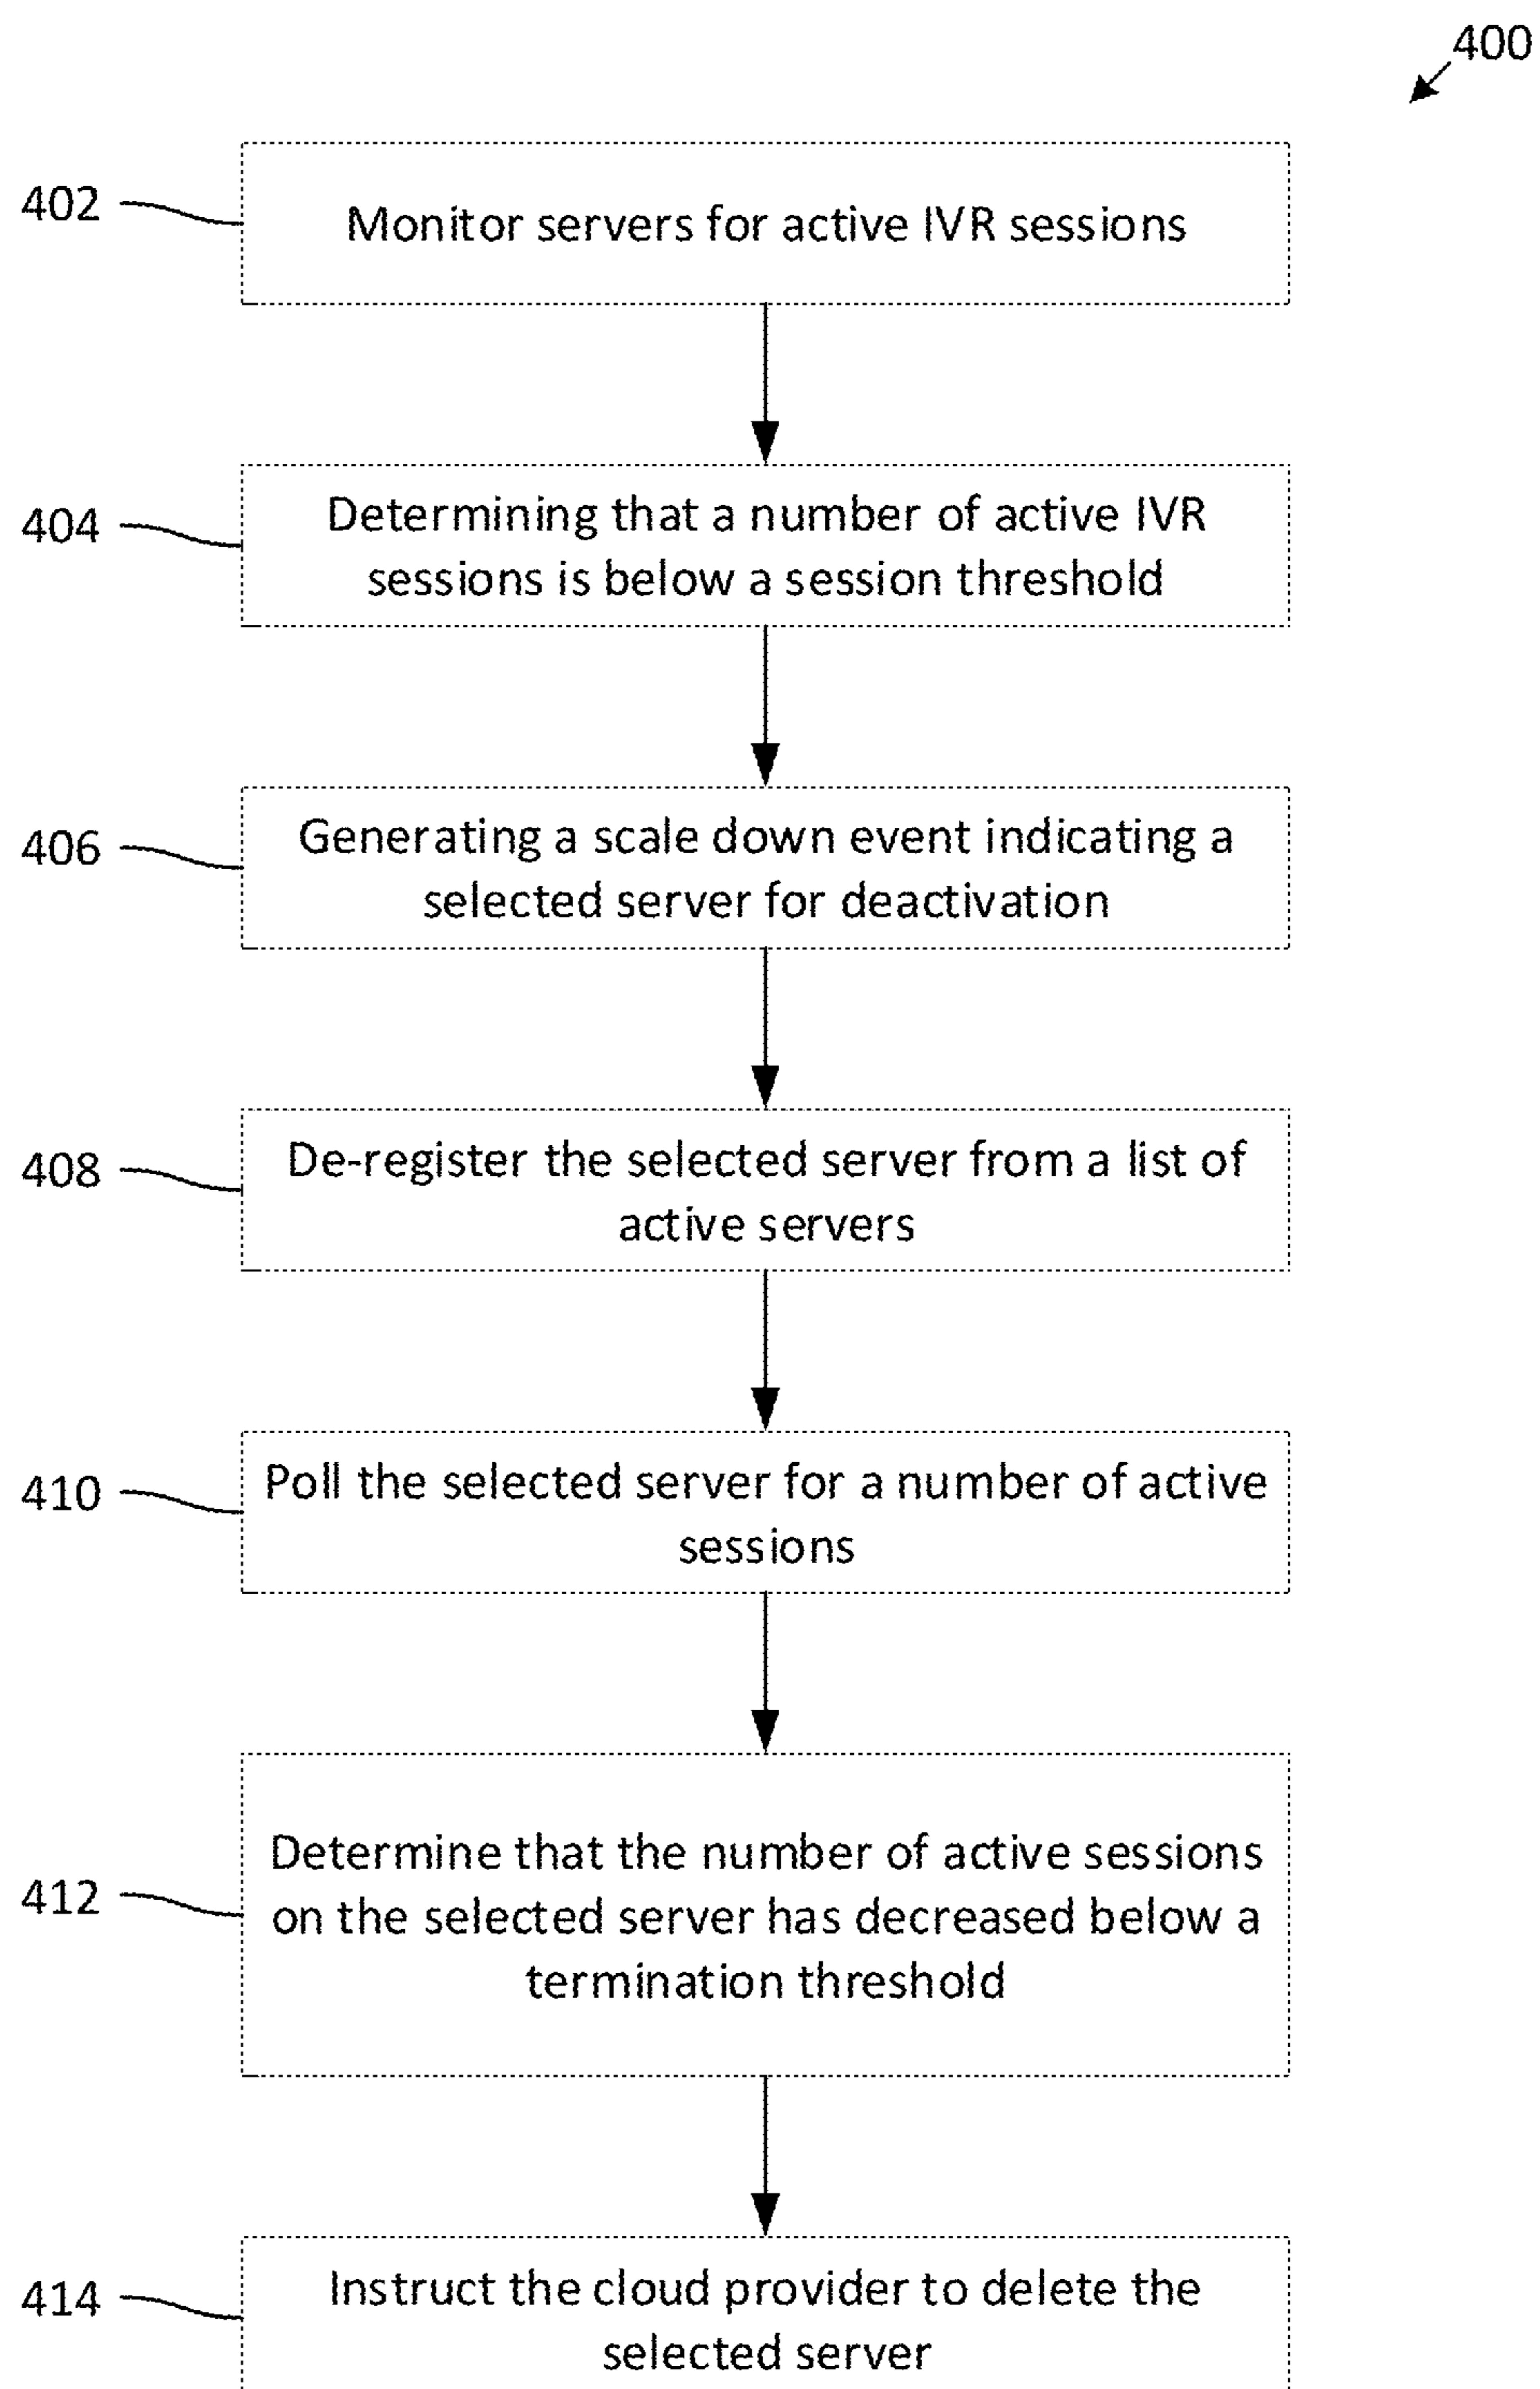 400
402
Monitor servers for active IVR sessions
404
Determining that a number of active IVR
sessions is below a session threshold
406
Generating a scale down event indicating a
selected server for deactivation
408
De-register the selected server from a list of
active servers
410
Poll the selected server for a number of active
sessions
412
Determine that the number of active sessions
on the selected server has decreased below a
termination threshold
414
Instruct the cloud provider to delete the
selected server